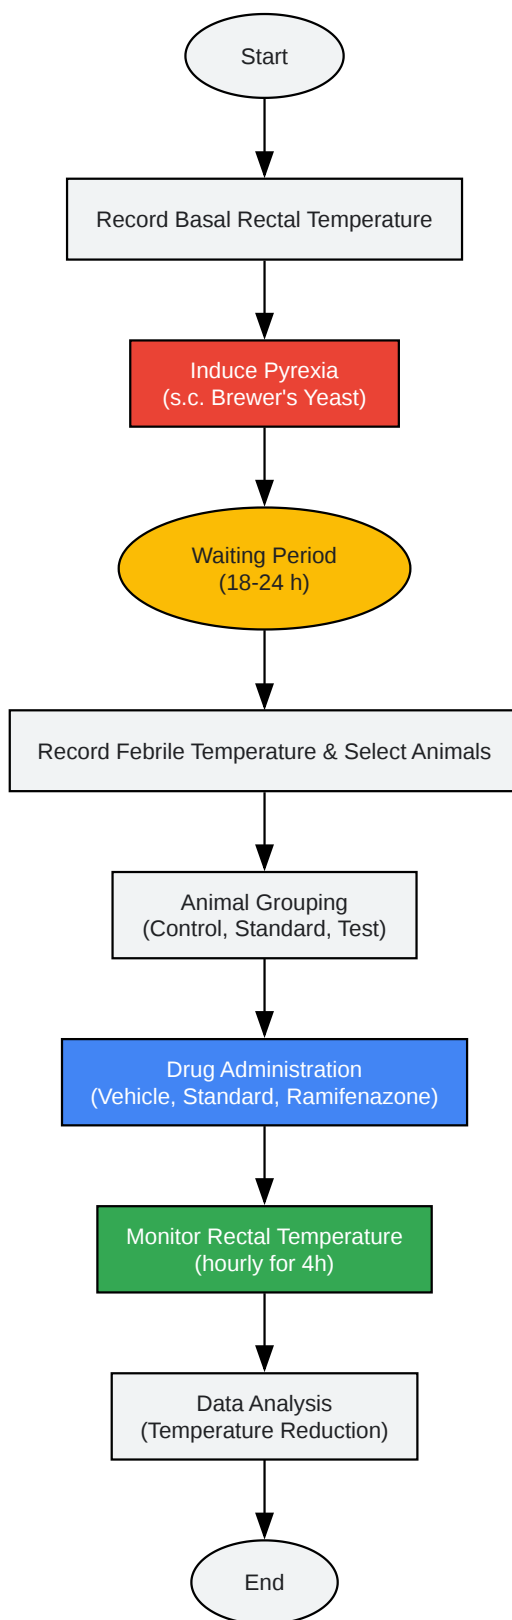 Start
Record Basal Rectal Temperature
Induce Pyrexia
(s.c. Brewer's Yeast)
Waiting Period
(18-24 h)
Record Febrile Temperature & Select Animals
Animal Grouping
(Control, Standard, Test)
Drug Administration
(Vehicle, Standard, Ramifenazone)
Monitor Rectal Temperature
(hourly for 4h)
Data Analysis
(Temperature Reduction)
End